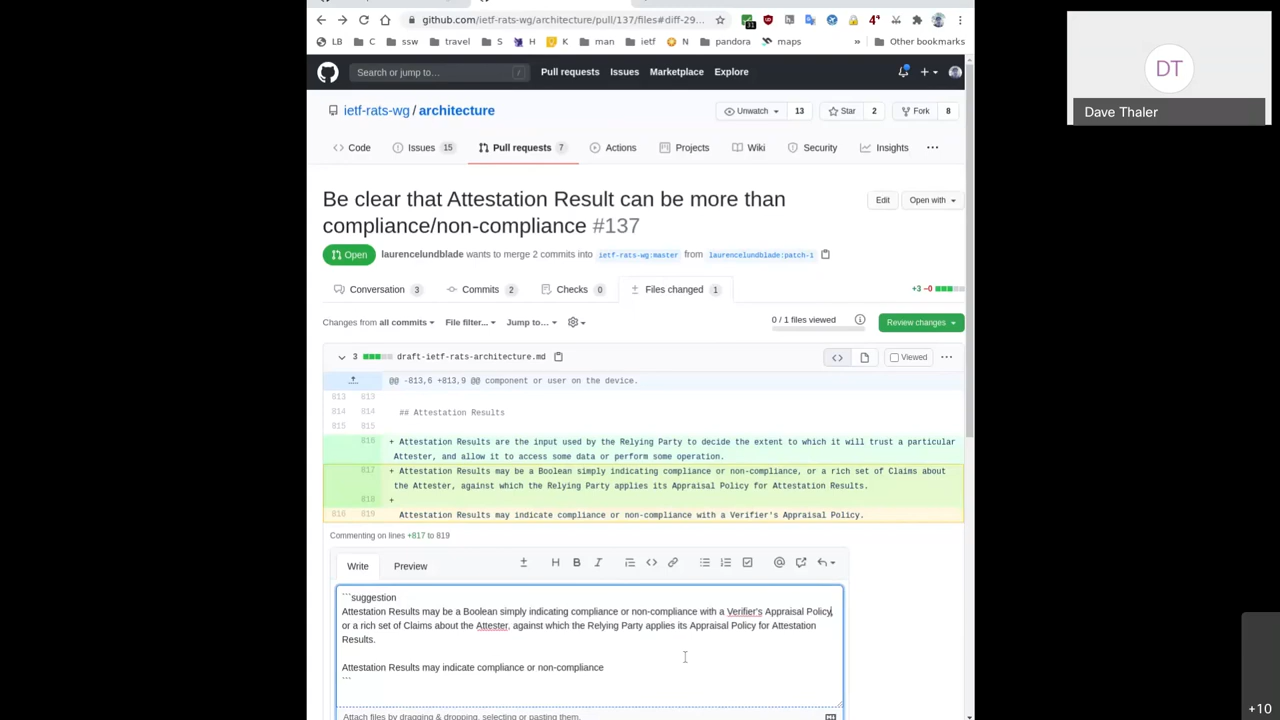 github.com/ietf-rats-wg/architecture/pull/137/files#diff-29...
LB C ssw travel S H K man ietf N pandora maps » Other bookmarks
Search or jump to... /
Pull requests Issues Marketplace Explore
ietf-rats-wg / architecture
Unwatch 13 Star 2 Fork 8
Code Issues 15 Pull requests 7 Actions Projects Wiki Security Insights ...
Be clear that Attestation Result can be more than
compliance/non-compliance #137
Edit Open with
Open laurencelundblade wants to merge 2 commits into ietf-rats-wg:master from laurencelundblade:patch-1
Conversation 3 Commits 2 Checks 0 Files changed 1
+3 −0
Changes from all commits File filter... Jump to...
0 / 1 files viewed
Review changes
3 draft-ietf-rats-architecture.md
Viewed ...
@@ -813,6 +813,9 @@ component or user on the device.
813 813
814 814 ## Attestation Results
815 815
816 + Attestation Results are the input used by the Relying Party to decide the extent to which it will trust a particular
Attester, and allow it to access some data or perform some operation.
817 + Attestation Results may be a Boolean simply indicating compliance or non-compliance, or a rich set of Claims about
the Attester, against which the Relying Party applies its Appraisal Policy for Attestation Results.
818 +
816 819 Attestation Results may indicate compliance or non-compliance with a Verifier's Appraisal Policy.
Commenting on lines +817 to 819
Write Preview
```suggestion
Attestation Results may be a Boolean simply indicating compliance or non-compliance with a Verifier's Appraisal Policy,
or a rich set of Claims about the Attester, against which the Relying Party applies its Appraisal Policy for Attestation
Results.
Attestation Results may indicate compliance or non-compliance
```
Attach files by dragging & dropping, selecting or pasting them.
DT
Dave Thaler
+10